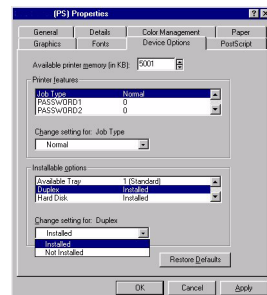 (PS) Properties
General Details Color Management Paper
Graphics Fonts Device Options PostScript
Available printer memory (in KB): 5001
Printer features
Job Type Normal
PASSWORD1 0
PASSWORD2 0
Change setting for: Job Type
Normal
Installable options
Available Tray 1 (Standard)
Duplex Installed
Hard Disk Installed
Change setting for: Duplex
Installed
Installed
Not Installed
Restore Defaults
OK Cancel Apply